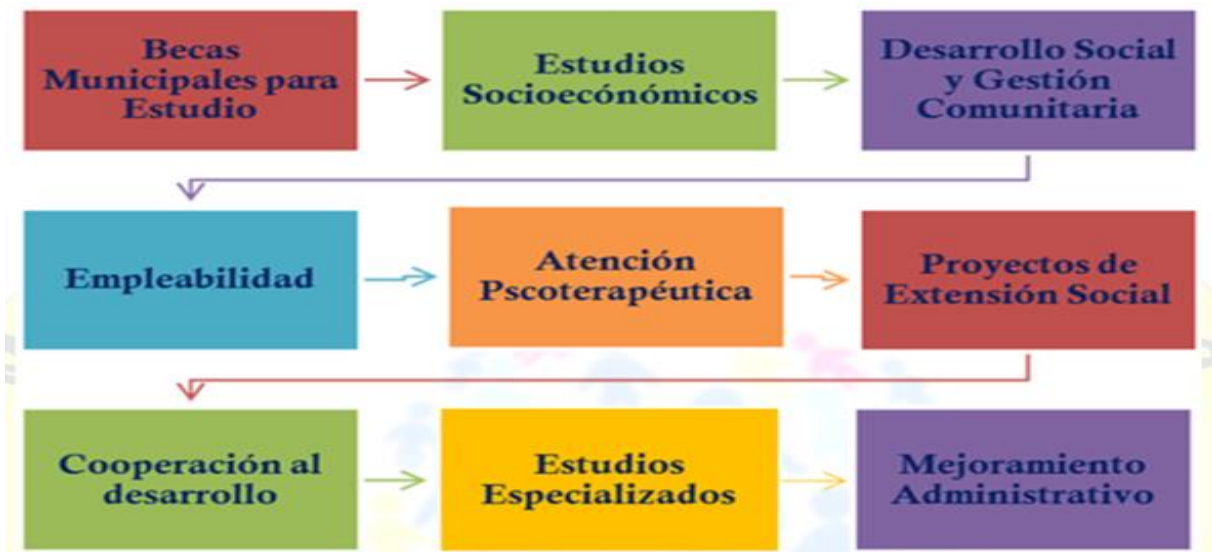 Becas
Municipales para
Estudio
Estudios
Socioecónómicos
Desarrollo Social
y Gestión
Comunitaria
Empleabilidad
Atención
Pscoterapéutica
Proyectos de
Extensión Social
Cooperación al
desarrollo
Estudios
Especializados
Mejoramiento
Administrativo